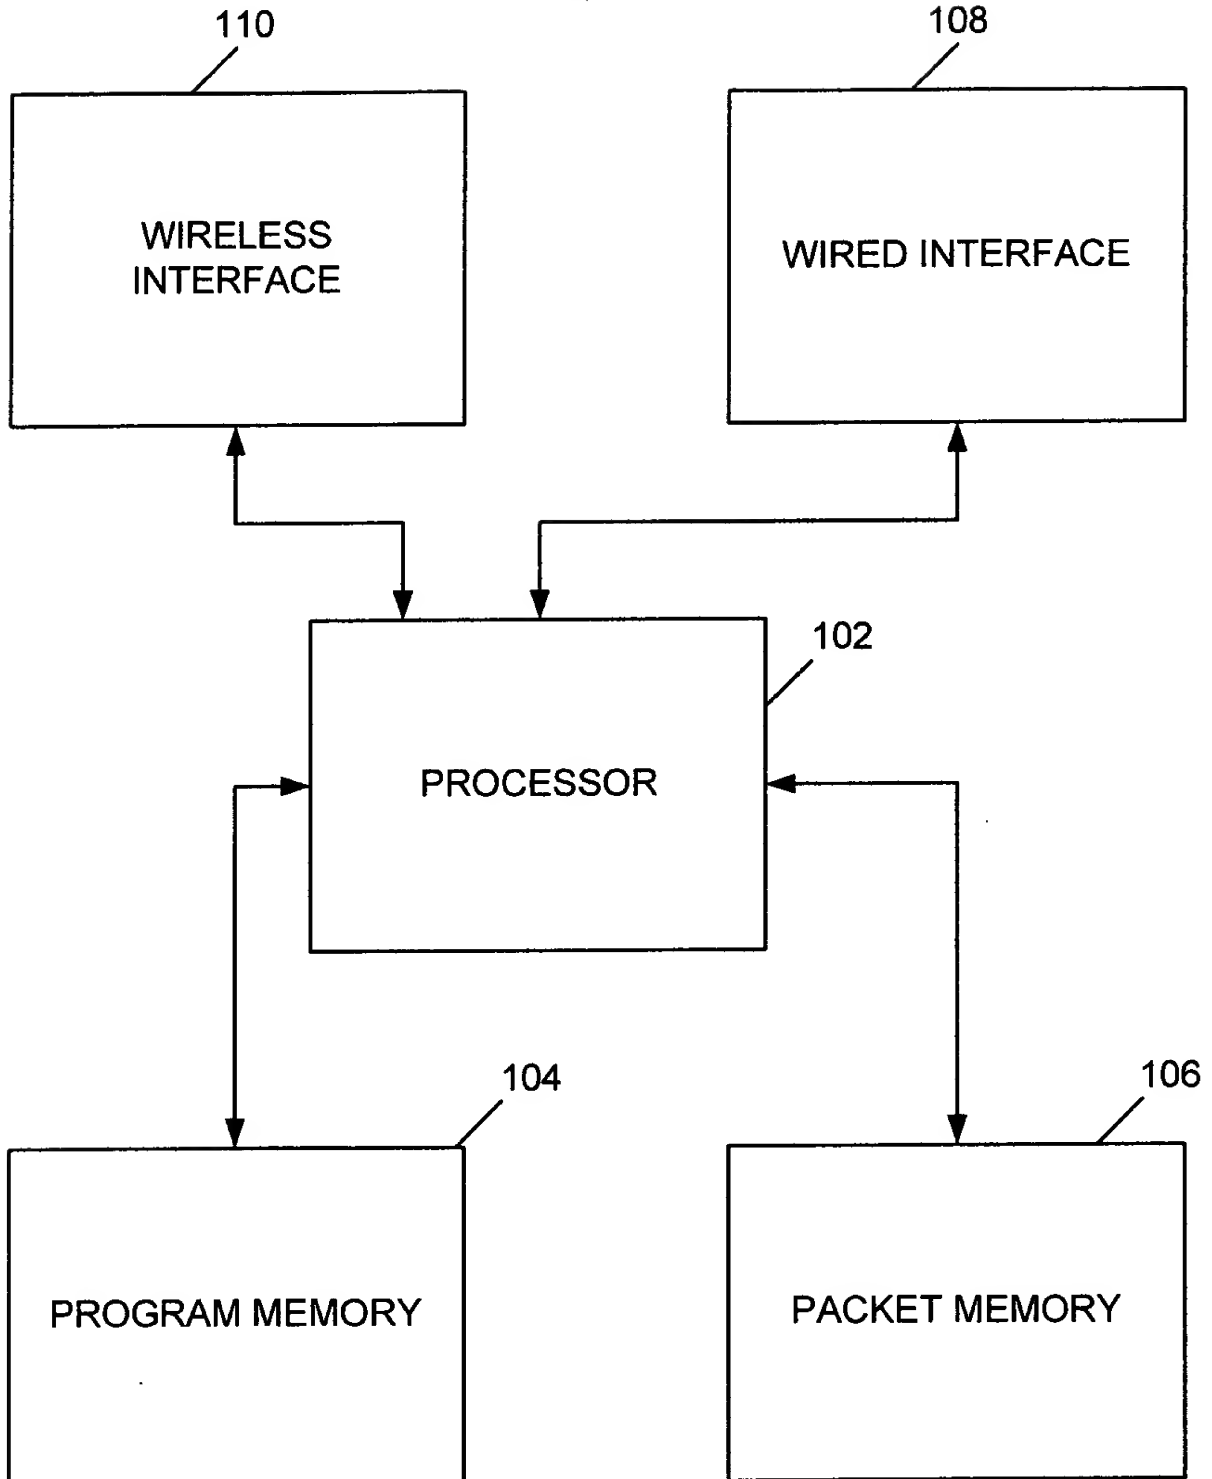 110
108
WIRELESS
INTERFACE
WIRED INTERFACE
102
PROCESSOR
104
106
PROGRAM MEMORY
PACKET MEMORY